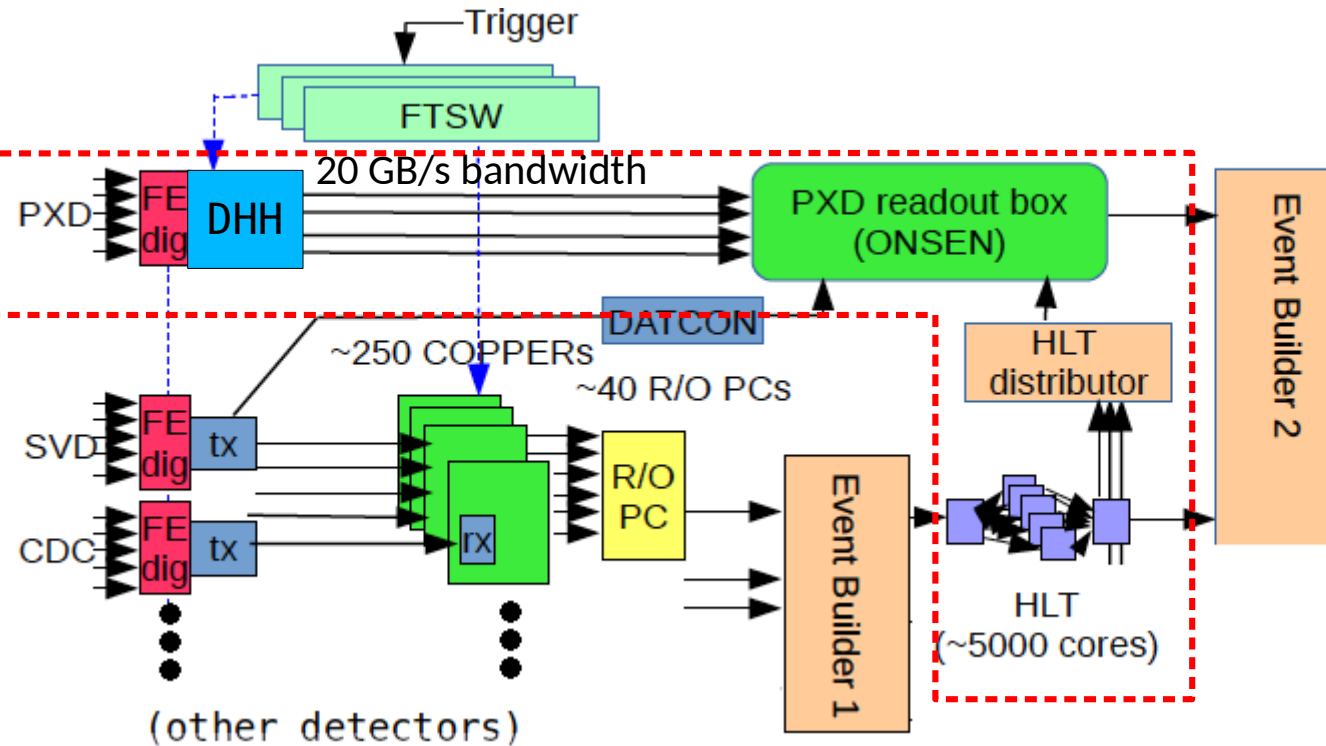 Trigger
FTSW
20 GB/s bandwidth
PXD
FE
dig
DHH
PXD readout box
(ONSEN)
Event Builder 2
DATCON
~250 COPPERs
~40 R/O PCs
HLT
distributor
SVD
FE
dig
tx
R/O
PC
Event Builder 1
CDC
FE
dig
tx
rx
HLT
(~5000 cores)
(other detectors)